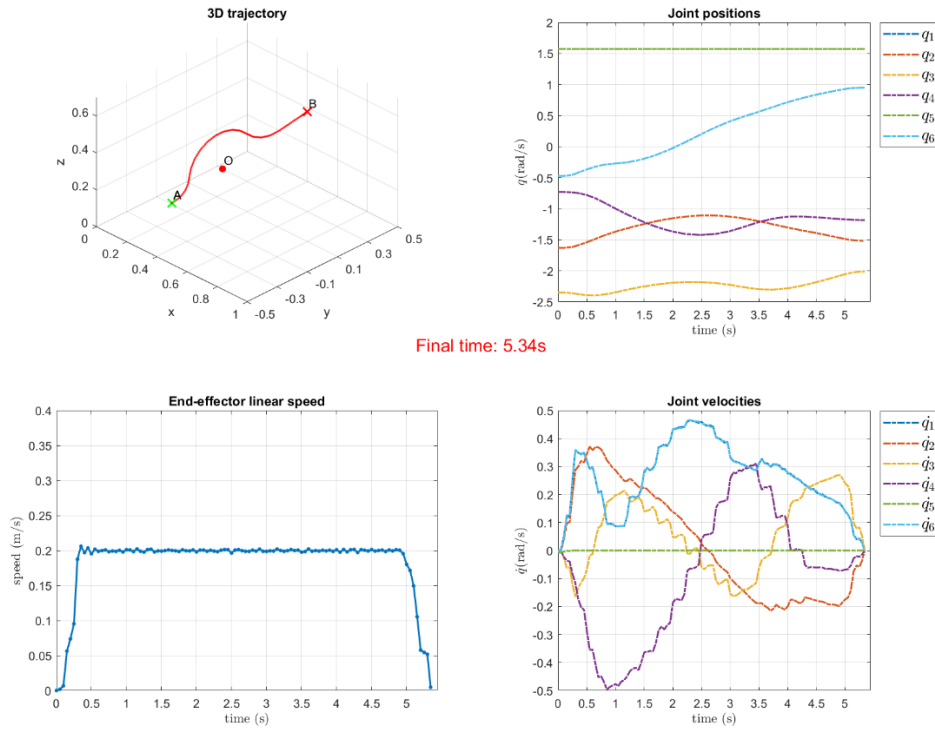 3D trajectory
0.6
0.4
0.2
0
z
A
O
B
0
0.2
0.4
0.6
0.8
1
x
-0.5
-0.3
-0.1
0.1
0.3
0.5
y
Joint positions
2
1.5
1
0.5
0
-0.5
-1
-1.5
-2
-2.5
q(rad/s)
0 0.5 1 1.5 2 2.5 3 3.5 4 4.5 5
time (s)
q₁
q₂
q₃
q₄
q₅
q₆
Final time: 5.34s
End-effector linear speed
0.4
0.35
0.3
0.25
0.2
0.15
0.1
0.05
0
speed (m/s)
0 0.5 1 1.5 2 2.5 3 3.5 4 4.5 5
time (s)
Joint velocities
0.5
0.4
0.3
0.2
0.1
0
-0.1
-0.2
-0.3
-0.4
-0.5
q̇(rad/s)
0 0.5 1 1.5 2 2.5 3 3.5 4 4.5 5
time (s)
q̇₁
q̇₂
q̇₃
q̇₄
q̇₅
q̇₆